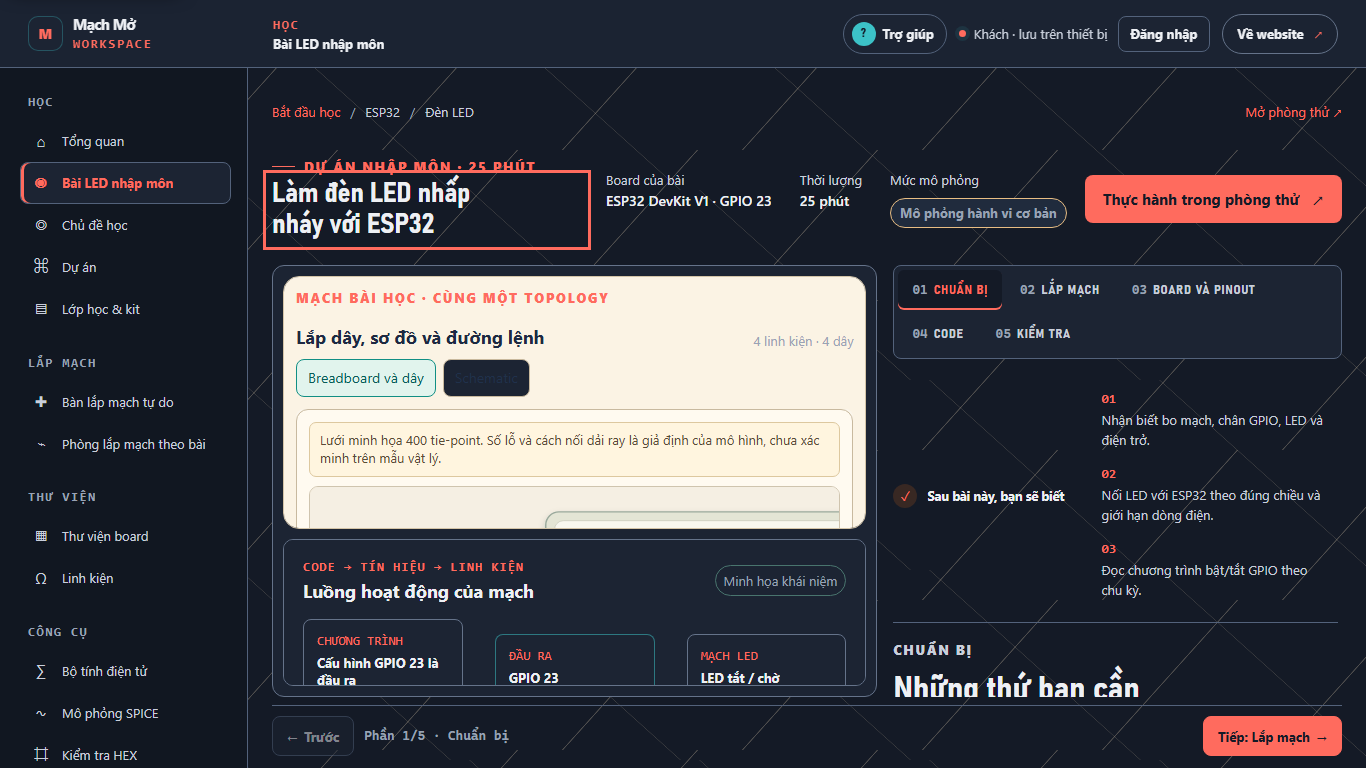 M
Mạch Mở
WORKSPACE
HỌC
Bài LED nhập môn
? Trợ giúp
Khách · lưu trên thiết bị
Đăng nhập
Về website ↗
HỌC
⌂ Tổng quan
Bài LED nhập môn
Chủ đề học
⌘ Dự án
Lớp học & kit
LẮP MẠCH
Bàn lắp mạch tự do
Phòng lắp mạch theo bài
THƯ VIỆN
Thư viện board
Ω Linh kiện
CÔNG CỤ
∑ Bộ tính điện tử
∿ Mô phỏng SPICE
Kiểm tra HEX
Bắt đầu học / ESP32 / Đèn LED
Mở phòng thử ↗
DỰ ÁN NHẬP MÔN · 25 PHÚT
Làm đèn LED nhấp
nháy với ESP32
Board của bài
ESP32 DevKit V1 · GPIO 23
Thời lượng
25 phút
Mức mô phỏng
Mô phỏng hành vi cơ bản
Thực hành trong phòng thử ↗
MẠCH BÀI HỌC · CÙNG MỘT TOPOLOGY
Lắp dây, sơ đồ và đường lệnh
4 linh kiện · 4 dây
Breadboard và dây
Schematic
Lưới minh họa 400 tie-point. Số lỗ và cách nối dải ray là giả định của mô hình, chưa xác
minh trên mẫu vật lý.
CODE → TÍN HIỆU → LINH KIỆN
Luồng hoạt động của mạch
Minh họa khái niệm
CHƯƠNG TRÌNH
Cấu hình GPIO 23 là
đầu ra
ĐẦU RA
GPIO 23
MẠCH LED
LED tắt / chờ
01 CHUẨN BỊ
02 LẮP MẠCH
03 BOARD VÀ PINOUT
04 CODE
05 KIỂM TRA
✓ Sau bài này, bạn sẽ biết
01
Nhận biết bo mạch, chân GPIO, LED và
điện trở.
02
Nối LED với ESP32 theo đúng chiều và
giới hạn dòng điện.
03
Đọc chương trình bật/tắt GPIO theo
chu kỳ.
CHUẨN BỊ
Những thứ bạn cần
← Trước
Phần 1/5 · Chuẩn bị
Tiếp: Lắp mạch →